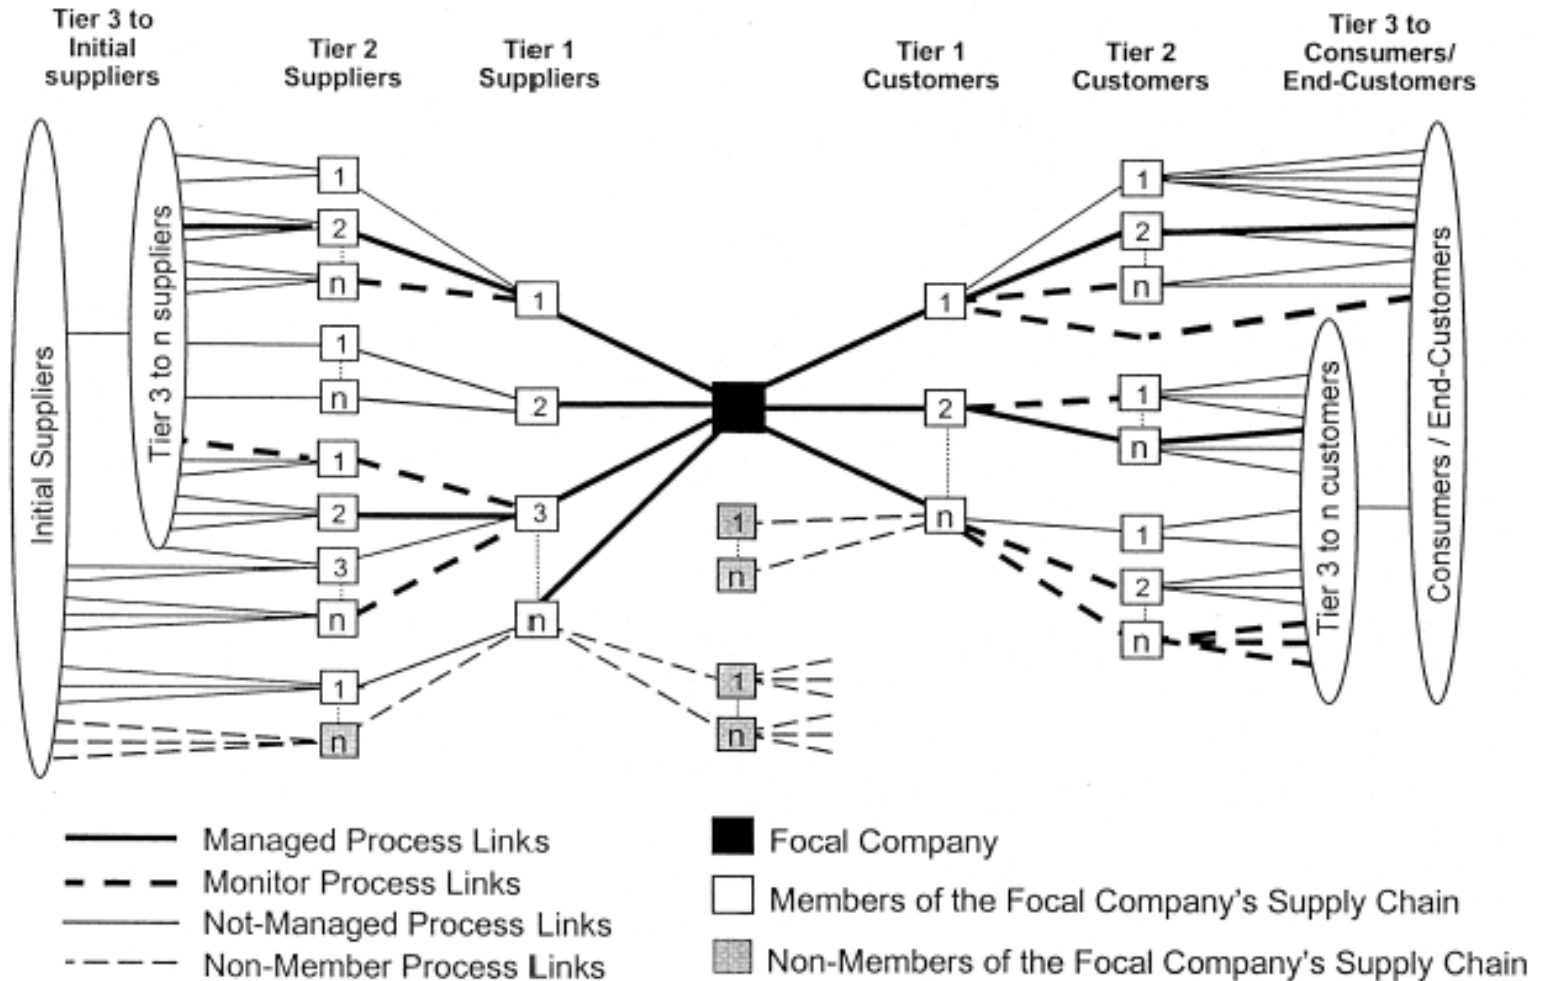 Tier 3 to
Initial
suppliers
Tier 2
Suppliers
Tier 1
Suppliers
Tier 1
Customers
Tier 2
Customers
Tier 3 to
Consumers/
End-Customers
Initial Suppliers
Tier 3 to n suppliers
1
2
n
1
n
1
2
3
n
1
n
1
2
3
n
1
n
1
n
1
2
n
1
2
n
1
n
1
2
n
Tier 3 to n customers
Consumers / End-Customers
Managed Process Links
Monitor Process Links
Not-Managed Process Links
Non-Member Process Links
Focal Company
Members of the Focal Company's Supply Chain
Non-Members of the Focal Company's Supply Chain